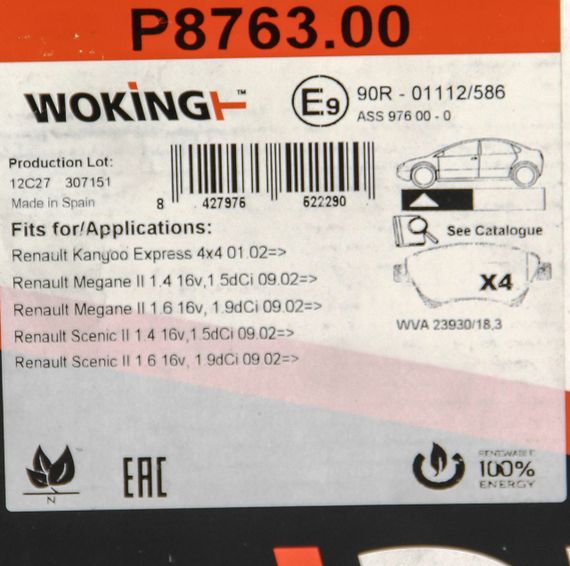 P8763.00
WOKING™
E9
90R - 01112/586
ASS 976 00 - 0
Production Lot:
12C27 307151
Made in Spain
8 427976 622290
Fits for/Applications:
See Catalogue
Renault Kangoo Express 4x4 01.02=>
Renault Megane II 1.4 16v,1 5dCi 09.02=>
X4
Renault Megane II 1.6 16v, 1.9dCi 09.02=>
WVA 23930/18,3
Renault Scenic II 1 4 16v,1.5dCi 09.02=>
Renault Scenic II 1 6 16v, 1.9dCi 09 02=>
N
EAC
RENEWABLE
100%
ENERGY